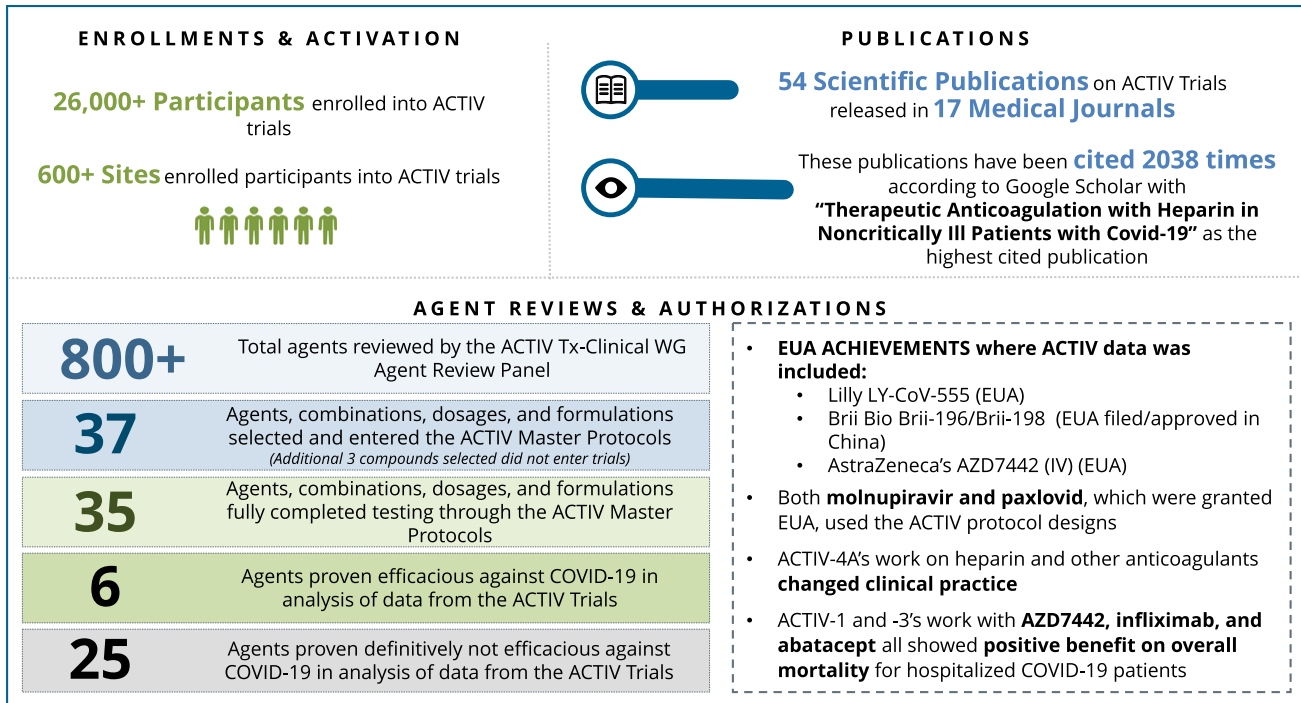 ENROLLMENTS & ACTIVATION
26,000+ Participants enrolled into ACTIV
trials
600+ Sites enrolled participants into ACTIV trials
PUBLICATIONS
54 Scientific Publications on ACTIV Trials
released in 17 Medical Journals
These publications have been cited 2038 times
according to Google Scholar with
“Therapeutic Anticoagulation with Heparin in
Noncritically Ill Patients with Covid-19” as the
highest cited publication
AGENT REVIEWS & AUTHORIZATIONS
800+
Total agents reviewed by the ACTIV Tx-Clinical WG
Agent Review Panel
37
Agents, combinations, dosages, and formulations
selected and entered the ACTIV Master Protocols
(Additional 3 compounds selected did not enter trials)
35
Agents, combinations, dosages, and formulations
fully completed testing through the ACTIV Master
Protocols
6
Agents proven efficacious against COVID-19 in
analysis of data from the ACTIV Trials
25
Agents proven definitively not efficacious against
COVID-19 in analysis of data from the ACTIV Trials
• EUA ACHIEVEMENTS where ACTIV data was
included:
• Lilly LY-CoV-555 (EUA)
• Brii Bio Brii-196/Brii-198 (EUA filed/approved in
China)
• AstraZeneca’s AZD7442 (IV) (EUA)
• Both molnupiravir and paxlovid, which were granted
EUA, used the ACTIV protocol designs
• ACTIV-4A’s work on heparin and other anticoagulants
changed clinical practice
• ACTIV-1 and -3’s work with AZD7442, infliximab, and
abatacept all showed positive benefit on overall
mortality for hospitalized COVID-19 patients